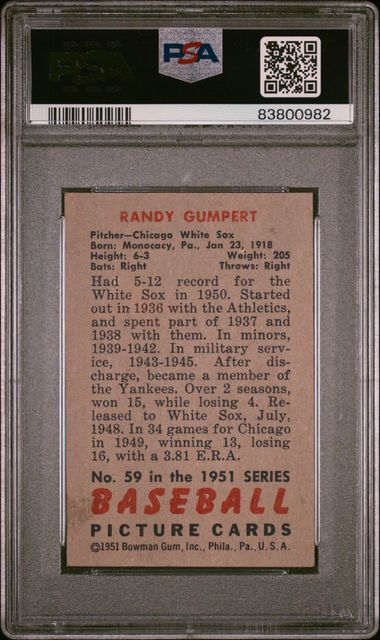 PSA
PSA
83800982
RANDY GUMPERT
Pitcher—Chicago White Sox
Born: Monocacy, Pa., Jan 23, 1918
Height: 6-3 Weight: 205
Bats: Right Throws: Right
Had 5-12 record for the
White Sox in 1950. Started
out in 1936 with the Athletics,
and spent part of 1937 and
1938 with them. In minors,
1939-1942. In military serv-
ice, 1943-1945. After dis-
charge, became a member of
the Yankees. Over 2 seasons,
won 15, while losing 4. Re-
leased to White Sox, July,
1948. In 34 games for Chicago
in 1949, winning 13, losing
16, with a 3.81 E.R.A.
No. 59 in the 1951 SERIES
BASEBALL
PICTURE CARDS
©1951 Bowman Gum, Inc., Phila., Pa., U.S.A.